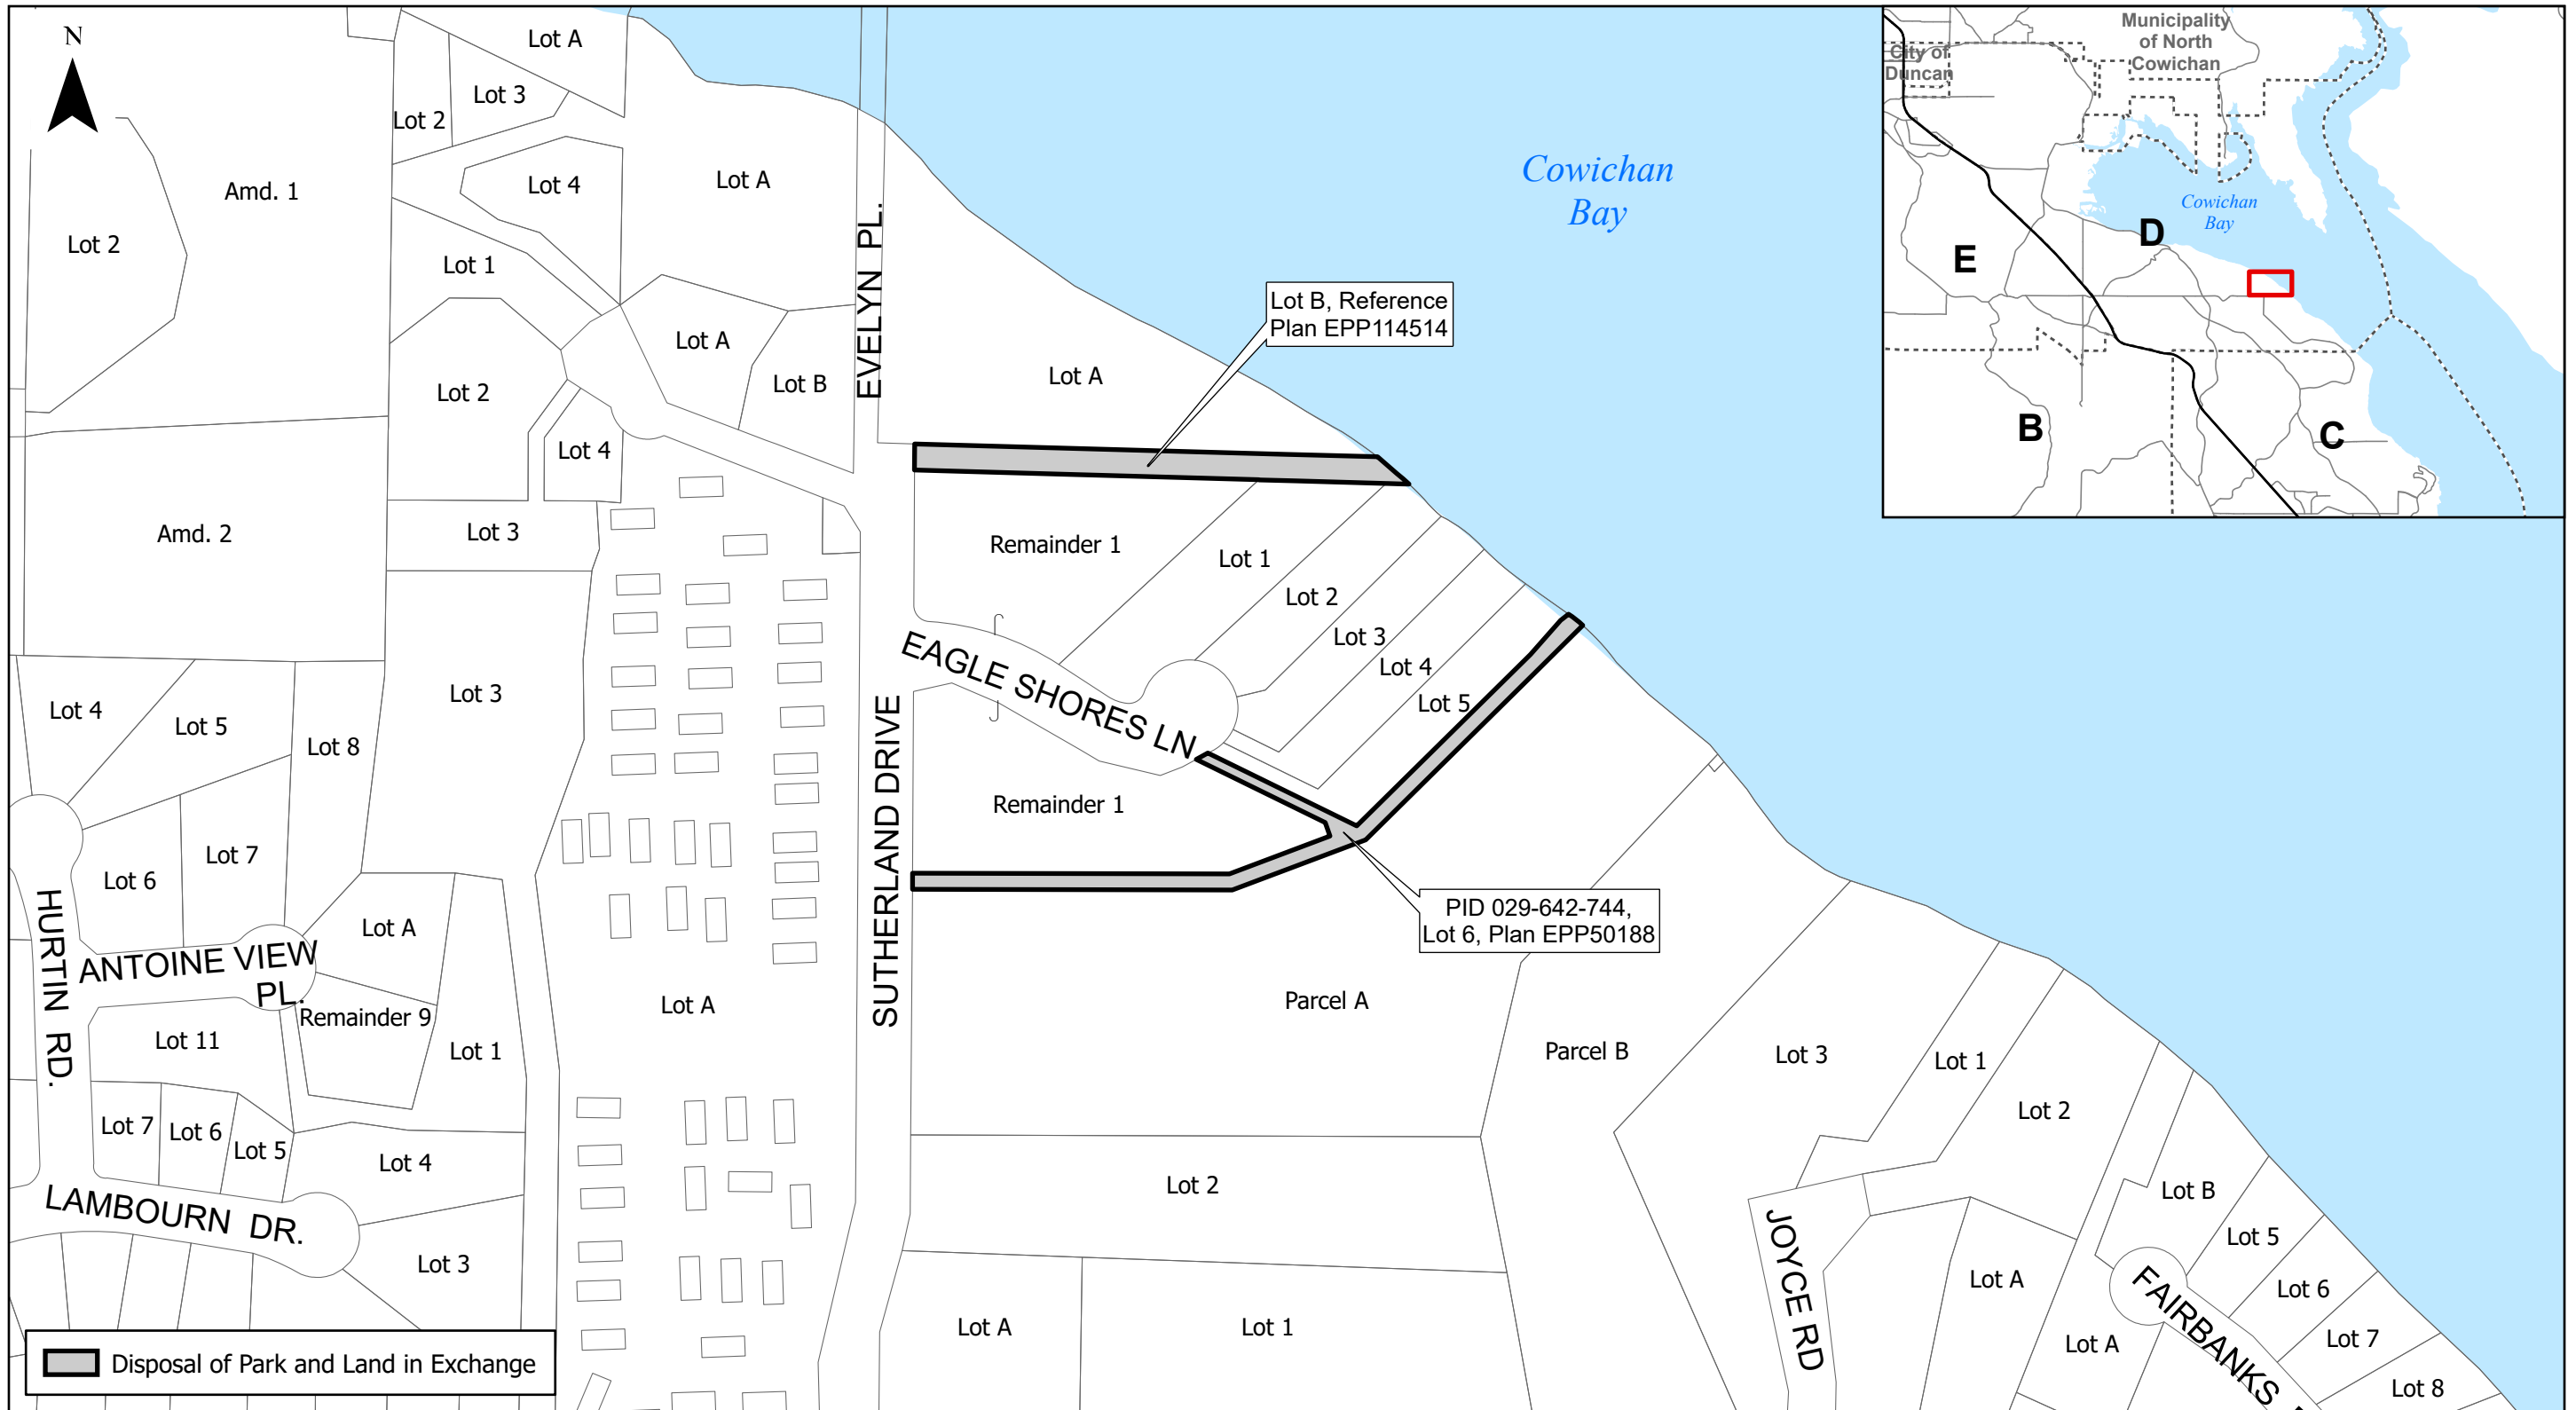 N
Lot A
Lot 3
Lot 2
Lot 4
Lot A
Amd. 1
Lot 2
Lot 1
Lot A
Lot B
Lot 2
Lot 4
EVELYN PL.
Cowichan
Bay
Lot B, Reference
Plan EPP114514
Lot A
Municipality
of North
Cowichan
City of
Duncan
Cowichan
Bay
D
E
B
C
Amd. 2
Lot 3
Remainder 1
Lot 1
Lot 2
Lot 3
Lot 4
Lot 5
EAGLE SHORES LN
Lot 3
Lot 4
Lot 5
Lot 8
SUTHERLAND DRIVE
Remainder 1
Lot 6
Lot 7
HURTIN RD.
Lot A
ANTOINE VIEW
PL.
Remainder 9
PID 029-642-744,
Lot 6, Plan EPP50188
Lot A
Parcel A
Lot 11
Lot 1
Parcel B
Lot 3
Lot 1
Lot 2
Lot 7
Lot 6
Lot 5
Lot 4
Lot 2
Lot B
LAMBOURN DR.
Lot 3
JOYCE RD
Lot 5
Lot A
Lot 6
FAIRBANKS
Lot A
Lot 1
Lot A
Lot 7
Lot 8
Disposal of Park and Land in Exchange